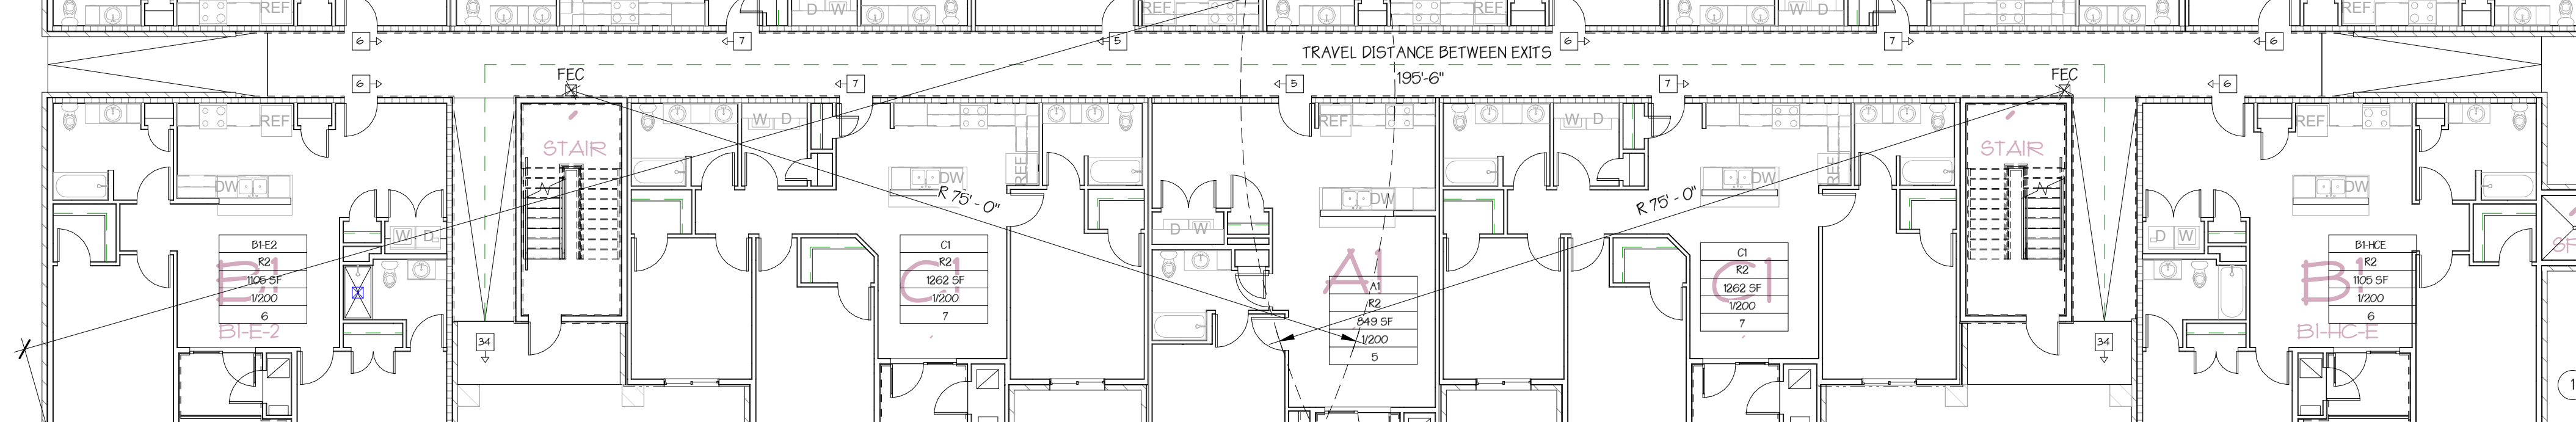 REF
D W
REF
REF
REF
W D
REF
6
7
5
6
7
6
TRAVEL DISTANCE BETWEEN EXITS
195'-6"
FEC
FEC
6
7
5
7
6
REF
STAIR
W D
REF
REF
W D
REF
STAIR
REF
DW
DW
DW
DW
DW
R 75'-0"
R 75'-0"
W D
D W
D W
B1
B1-E2
R2
1105 SF
1/200
6
B1-E-2
34
C1
C1
R2
1262 SF
1/200
7
A1
A1
R2
849 SF
1/200
5
C1
C1
R2
1262 SF
1/200
7
34
B1
B1-HCE
R2
1105 SF
1/200
6
B1-HC-E
1